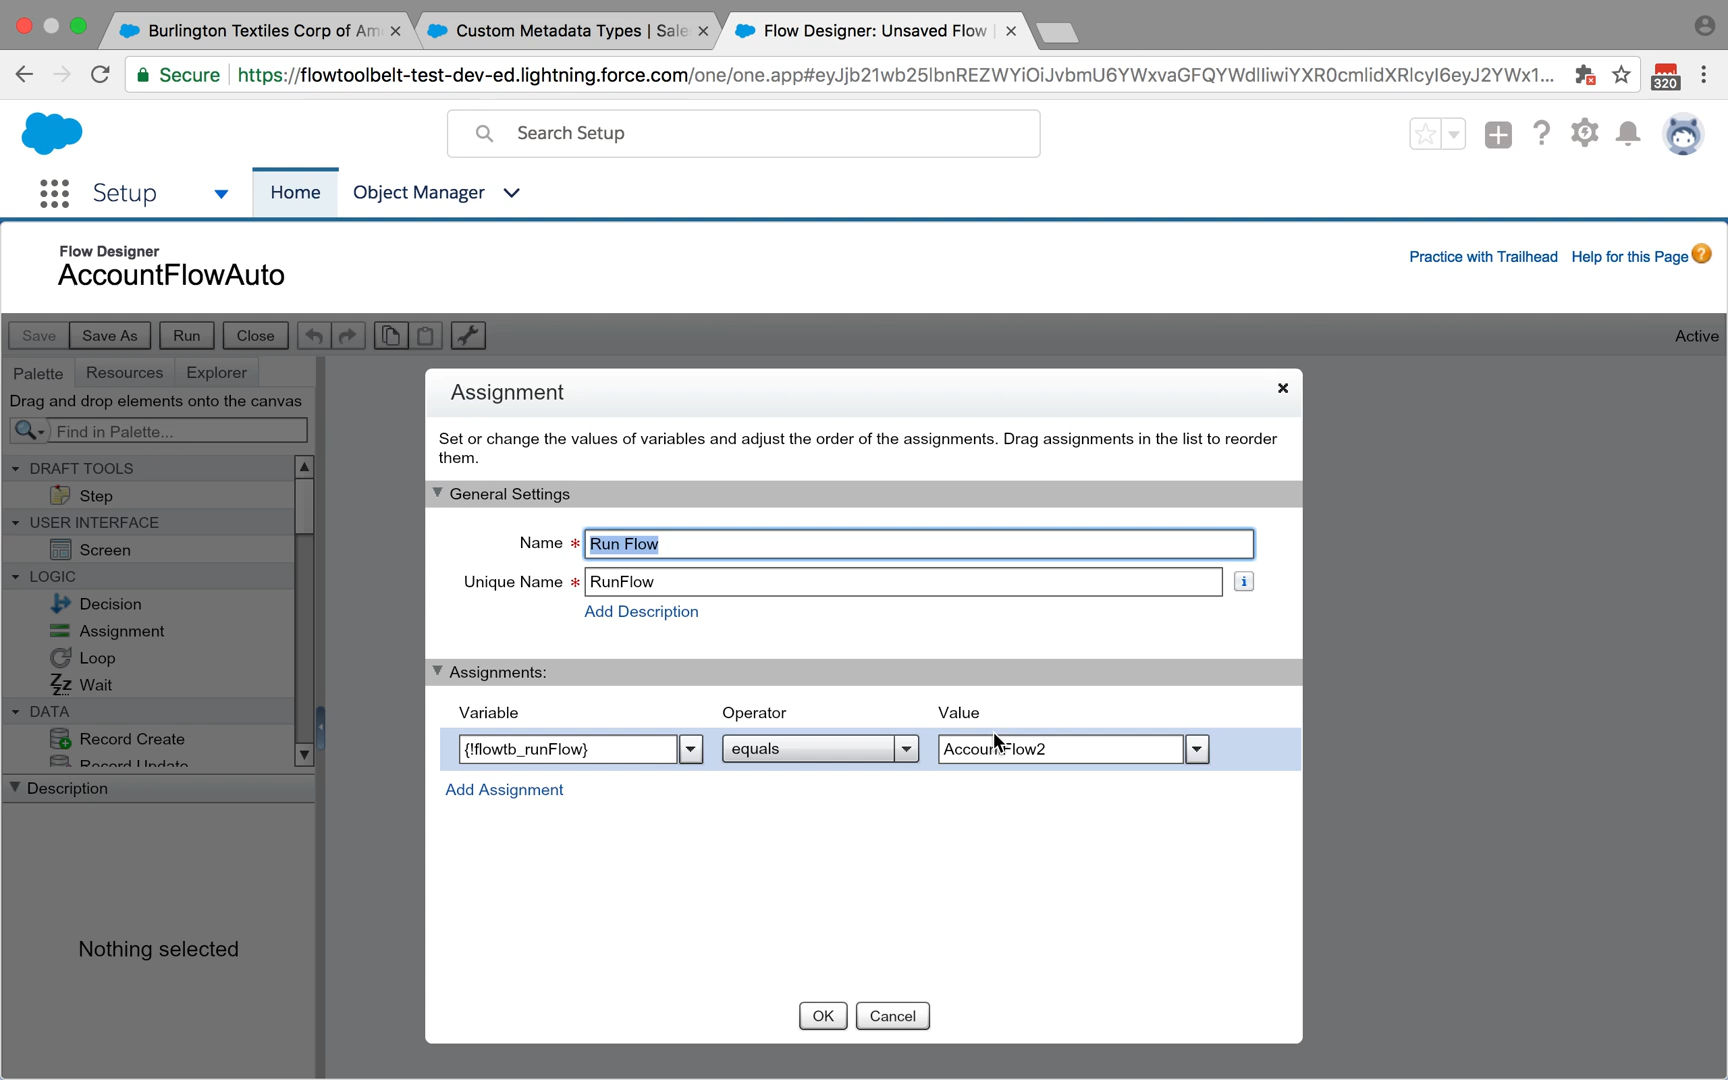 Burlington Textiles Corp of Am
Custom Metadata Types | Sale
Flow Designer: Unsaved Flow
Secure
https://flowtoolbelt-test-dev-ed.lightning.force.com/one/one.app#
320
Search Setup
Setup
Home
Object Manager
Flow Designer
AccountFlowAuto
Practice with Trailhead
Help for this Page
Save
Save As
Run
Close
Active
Palette
Resources
Explorer
Drag and drop elements onto the canvas
Find in Palette...
DRAFT TOOLS
Step
USER INTERFACE
Screen
LOGIC
Decision
Assignment
Loop
Wait
DATA
Record Create
Record Update
Description
Nothing selected
Assignment
Set or change the values of variables and adjust the order of the assignments. Drag assignments in the list to reorder
them.
General Settings
Name * Run Flow
Unique Name * RunFlow
Add Description
Assignments:
Variable Operator Value
{!flowtb_runFlow} equals AccountFlow2
Add Assignment
OK
Cancel